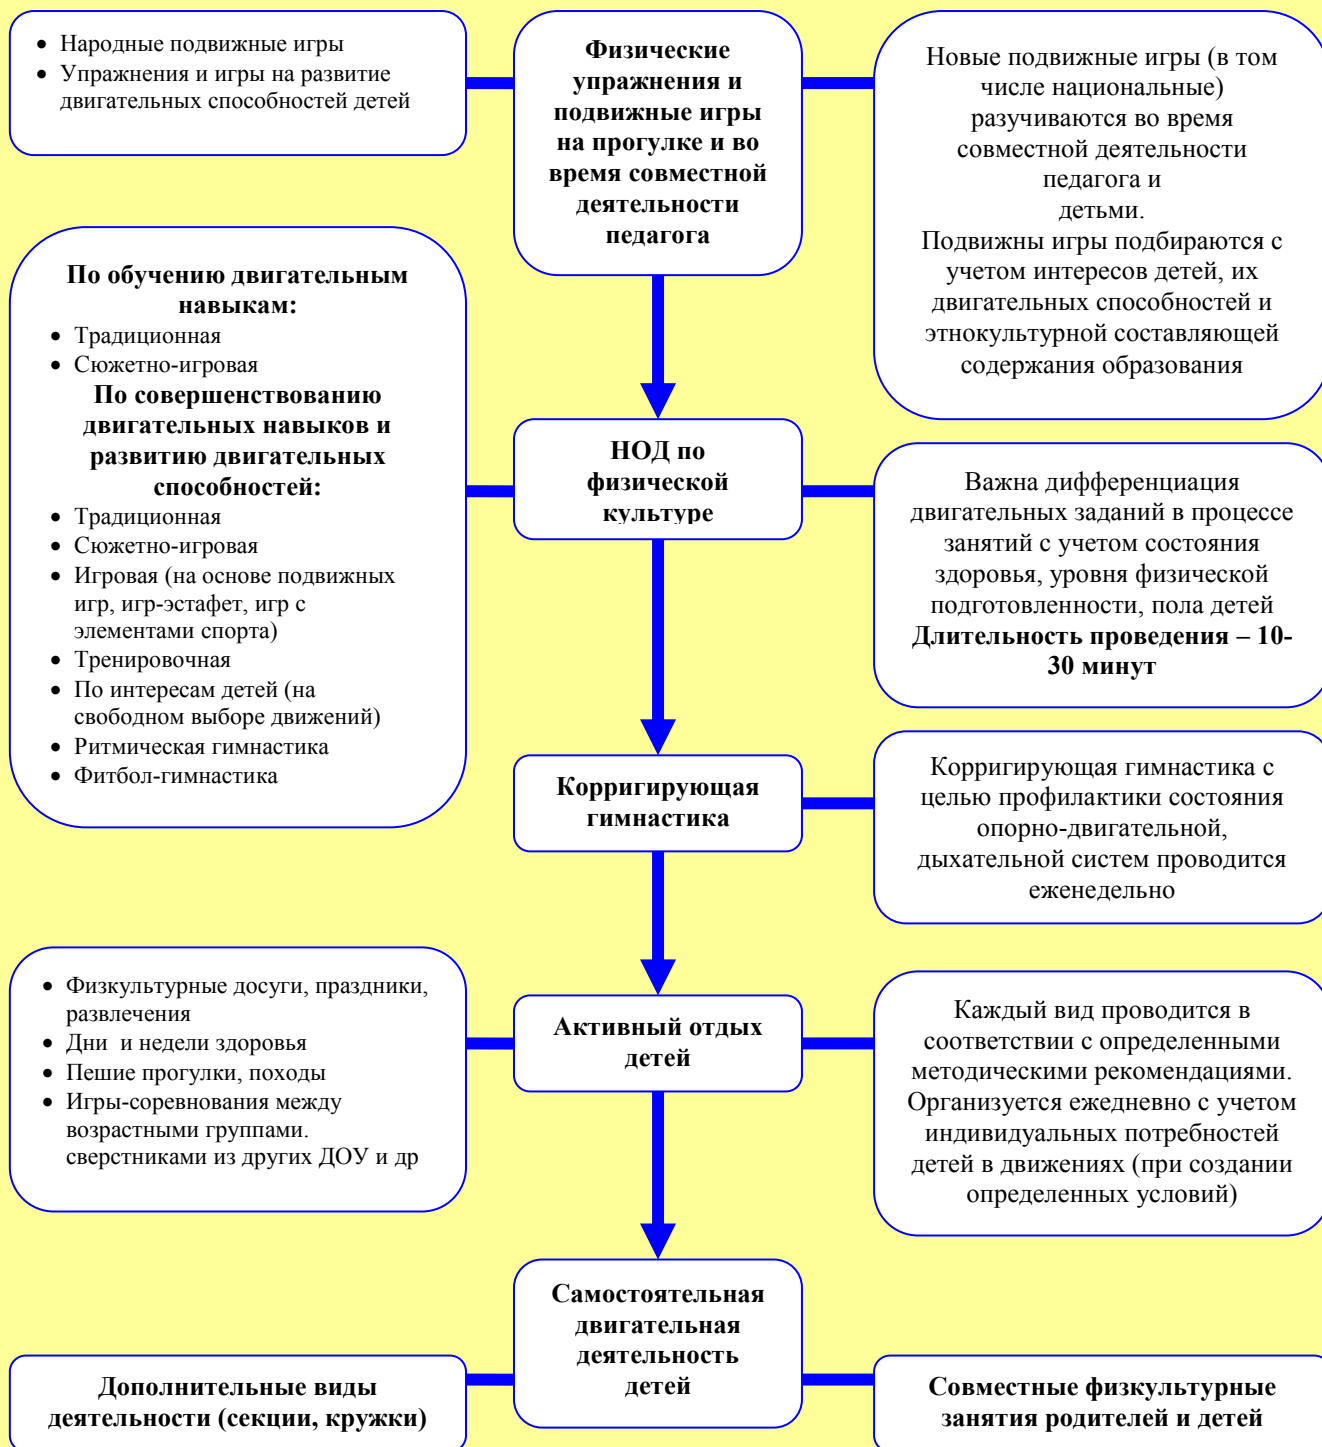 • Народные подвижные игры
• Упражнения и игры на развитие
двигательных способностей детей
Физические
упражнения и
подвижные игры
на прогулке и во
время совместной
деятельности
педагога
Новые подвижные игры (в том
числе национальные)
разучиваются во время
совместной деятельности
педагога и
детьми.
Подвижны игры подбираются с
учетом интересов детей, их
двигательных способностей и
этнокультурной составляющей
содержания образования
По обучению двигательным
навыкам:
• Традиционная
• Сюжетно-игровая
По совершенствованию
двигательных навыков и
развитию двигательных
способностей:
• Традиционная
• Сюжетно-игровая
• Игровая (на основе подвижных
игр, игр-эстафет, игр с
элементами спорта)
• Тренировочная
• По интересам детей (на
свободном выборе движений)
• Ритмическая гимнастика
• Фитбол-гимнастика
НОД по
физической
культуре
Важна дифференциация
двигательных заданий в процессе
занятий с учетом состояния
здоровья, уровня физической
подготовленности, пола детей
Длительность проведения – 10-
30 минут
Корригирующая
гимнастика
Корригирующая гимнастика с
целью профилактики состояния
опорно-двигательной,
дыхательной систем проводится
еженедельно
• Физкультурные досуги, праздники,
развлечения
• Дни  и недели здоровья
• Пешие прогулки, походы
• Игры-соревнования между
возрастными группами.
сверстниками из других ДОУ и др
Активный отдых
детей
Каждый вид проводится в
соответствии с определенными
методическими рекомендациями.
Организуется ежедневно с учетом
индивидуальных потребностей
детей в движениях (при создании
определенных условий)
Самостоятельная
двигательная
деятельность
детей
Дополнительные виды
деятельности (секции, кружки)
Совместные физкультурные
занятия родителей и детей